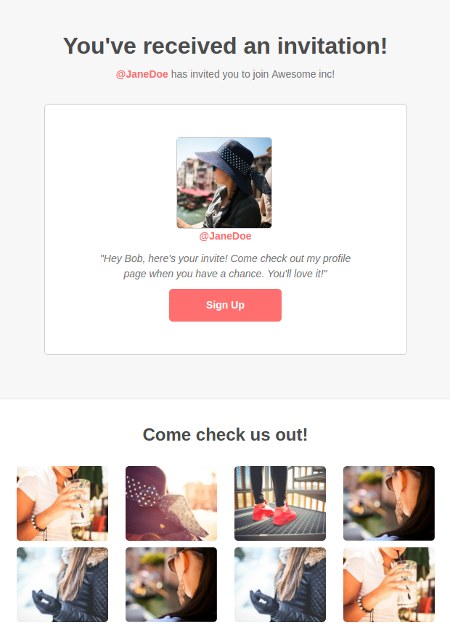 You've received an invitation!
@JaneDoe has invited you to join Awesome inc!
@JaneDoe
"Hey Bob, here's your invite! Come check out my profile
page when you have a chance. You'll love it!"
Sign Up
Come check us out!